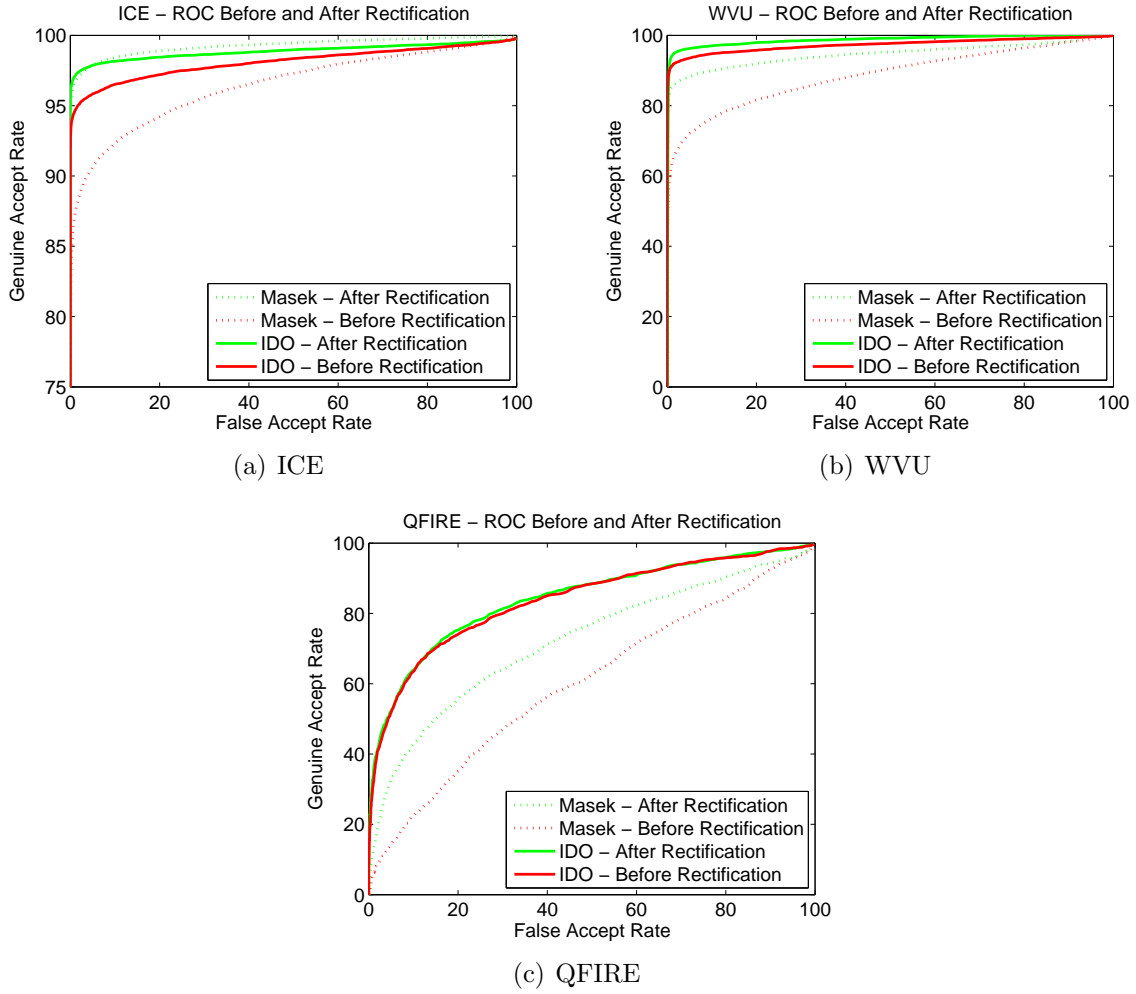 ICE – ROC Before and After Rectification
100
95
90
85
80
75
Genuine Accept Rate
Masek – After Rectification
Masek – Before Rectification
IDO – After Rectification
IDO – Before Rectification
0 20 40 60 80 100
False Accept Rate
(a) ICE
WVU – ROC Before and After Rectification
100
80
60
40
20
0
Genuine Accept Rate
Masek – After Rectification
Masek – Before Rectification
IDO – After Rectification
IDO – Before Rectification
0 20 40 60 80 100
False Accept Rate
(b) WVU
QFIRE – ROC Before and After Rectification
100
80
60
40
20
0
Genuine Accept Rate
Masek – After Rectification
Masek – Before Rectification
IDO – After Rectification
IDO – Before Rectification
0 20 40 60 80 100
False Accept Rate
(c) QFIRE